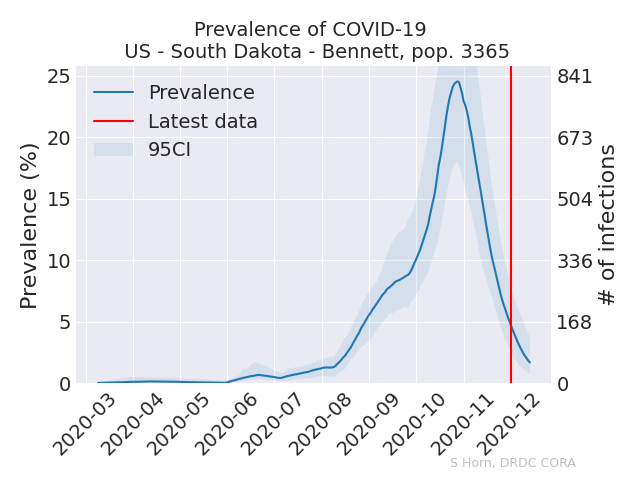 Prevalence of COVID-19
US - South Dakota - Bennett, pop. 3365
Prevalence
Latest data
95CI
Prevalence (%)
25
20
15
10
5
0
841
673
504
336
168
0
# of infections
2020-03
2020-04
2020-05
2020-06
2020-07
2020-08
2020-09
2020-10
2020-11
2020-12
S Horn, DRDC CORA